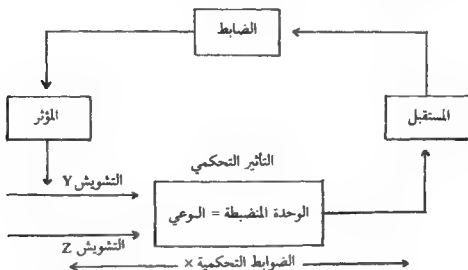 الضابط
المؤثر
المستقبل
التأثير التحكمي
التشويش Y
الوحدة المنضبطة = الوعي
التشويش Z
الضوابط التحكمية ×